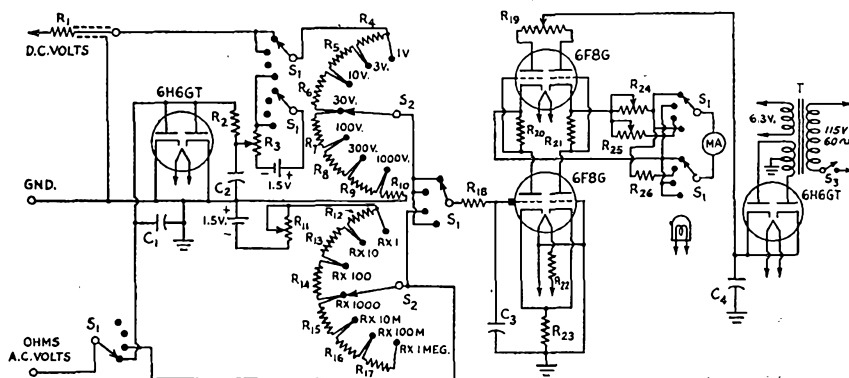 R1
D.C. VOLTS
S1
S1
6H6GT
R2
R3
1.5V
C2
GND.
C1
1.5V.
R11
S1
OHMS
A.C. VOLTS
R4
R5
R6
R7
R8
R9
R10
1V
3V.
10V.
30V.
100V.
300V.
1000V.
S2
R12
R13
R14
R15
R16
R17
RX1
RX10
RX100
RX1000
RX10M
RX100M
RX1MEG.
S2
S1
R18
C3
R19
6F8G
R20
R21
6F8G
R22
R23
R24
R25
R26
S1
S1
MA
T
6.3V.
115V
60~
S3
6H6GT
C4